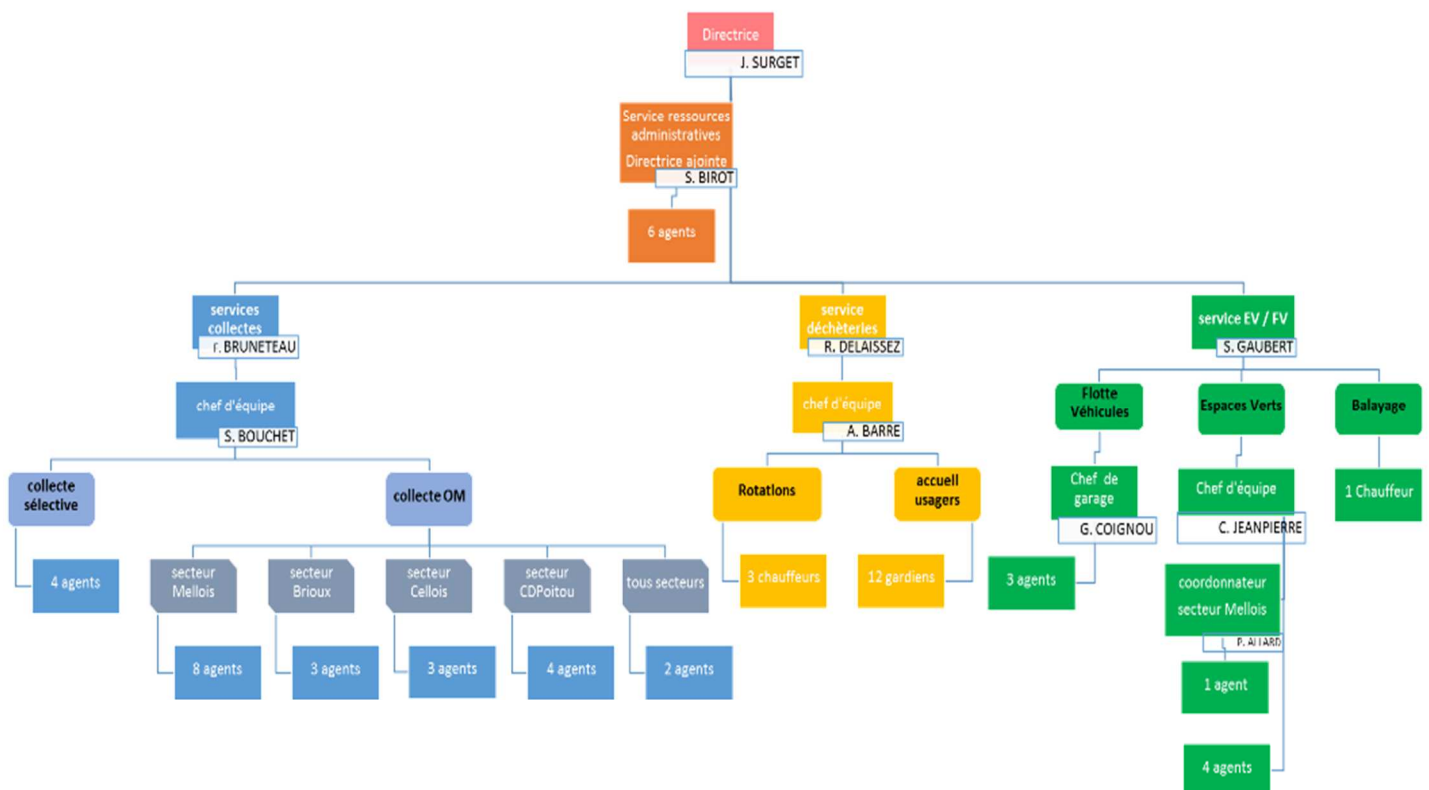 Directrice
J. SURGET
Service ressources
administratives
Directrice ajointe
S. BIROT
6 agents
services
collectes
F. BRUNETEAU
service
déchèteries
R. DELAISSEZ
service EV / FV
S. GAUBERT
chef d'équipe
S. BOUCHET
chef d'équipe
A. BARRE
Flotte
Véhicules
Espaces Verts
Balayage
collecte
sélective
collecte OM
Rotations
accueil
usagers
Chef de
garage
G. COIGNOU
Chef d'équipe
C. JEANPIERRE
1 Chauffeur
4 agents
secteur
Mellois
secteur
Brioux
secteur
Cellois
secteur
CDPoitou
tous secteurs
3 chauffeurs
12 gardiens
3 agents
coordonnateur
secteur Mellois
P. ALLARD
8 agents
3 agents
3 agents
4 agents
2 agents
1 agent
4 agents